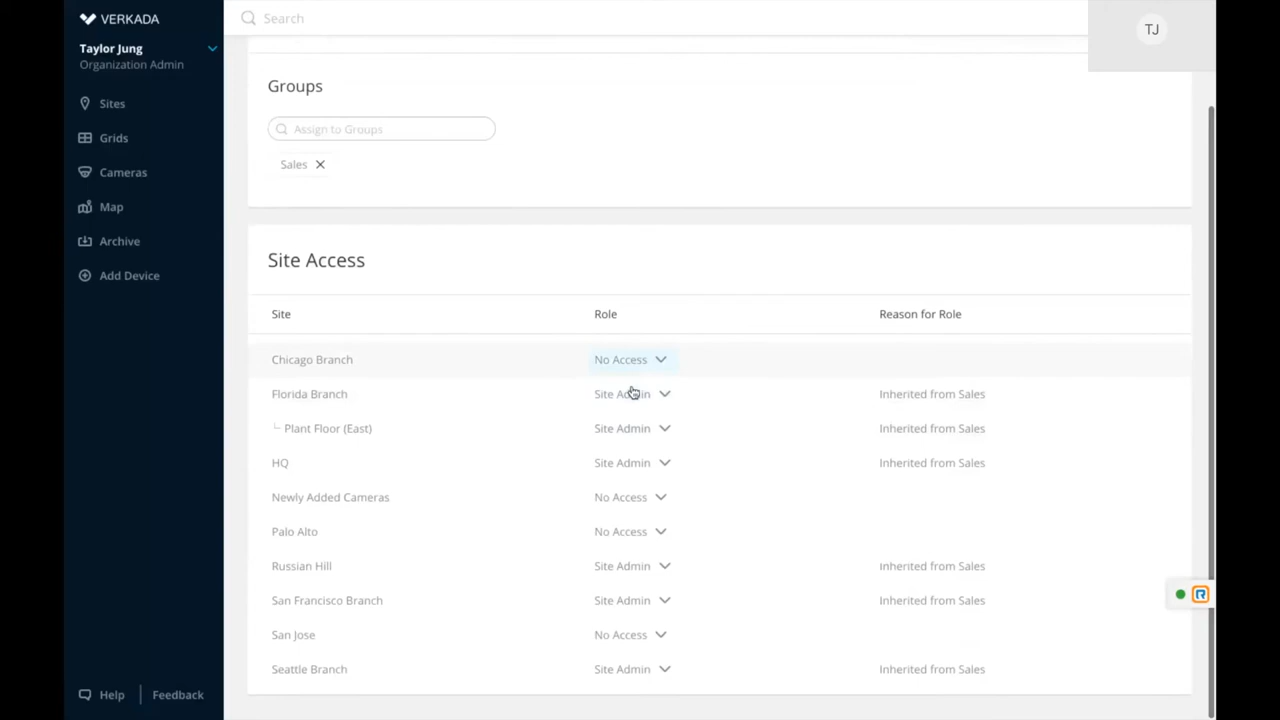 VERKADA
Search
TJ
Taylor Jung
Organization Admin
Sites
Grids
Cameras
Map
Archive
Add Device
Help
Feedback
Groups
Assign to Groups
Sales
Site Access
Site Role Reason for Role
Chicago Branch No Access
Florida Branch Site Admin Inherited from Sales
Plant Floor (East) Site Admin Inherited from Sales
HQ Site Admin Inherited from Sales
Newly Added Cameras No Access
Palo Alto No Access
Russian Hill Site Admin Inherited from Sales
San Francisco Branch Site Admin Inherited from Sales
San Jose No Access
Seattle Branch Site Admin Inherited from Sales